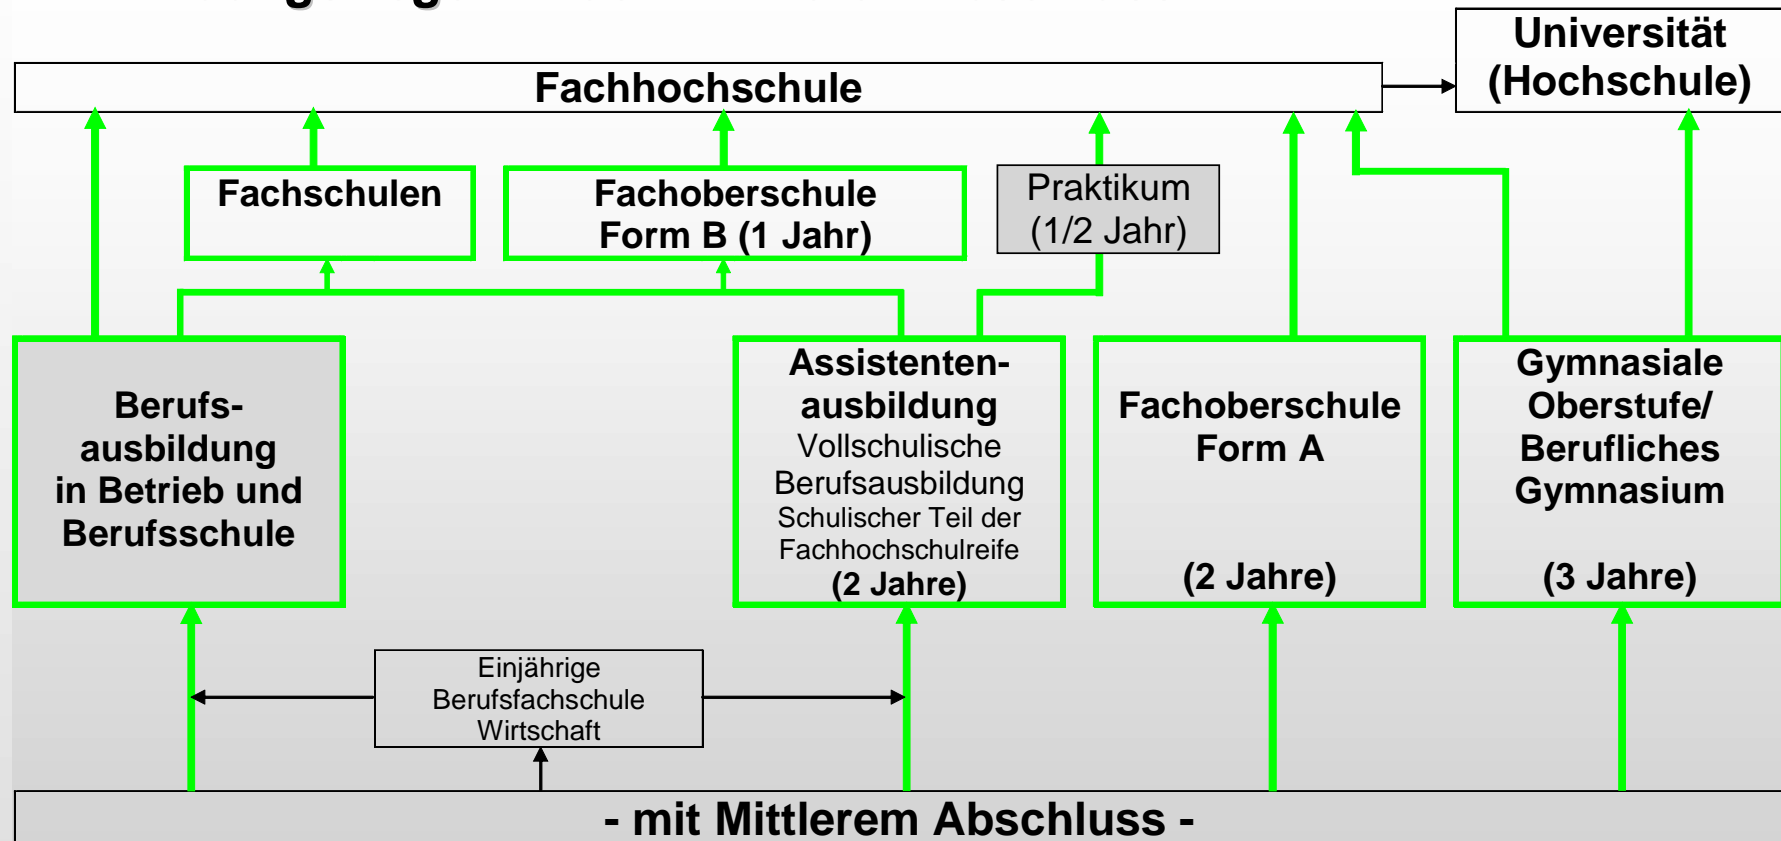 Universität
(Hochschule)
Fachhochschule
Fachschulen
Fachoberschule
Form B (1 Jahr)
Praktikum
(1/2 Jahr)
Berufs-
ausbildung
in Betrieb und
Berufsschule
Assistenten-
ausbildung
Vollschulische
Berufsausbildung
Schulischer Teil der
Fachhochschulreife
(2 Jahre)
Fachoberschule
Form A
(2 Jahre)
Gymnasiale
Oberstufe/
Berufliches
Gymnasium
(3 Jahre)
Einjährige
Berufsfachschule
Wirtschaft
- mit Mittlerem Abschluss -